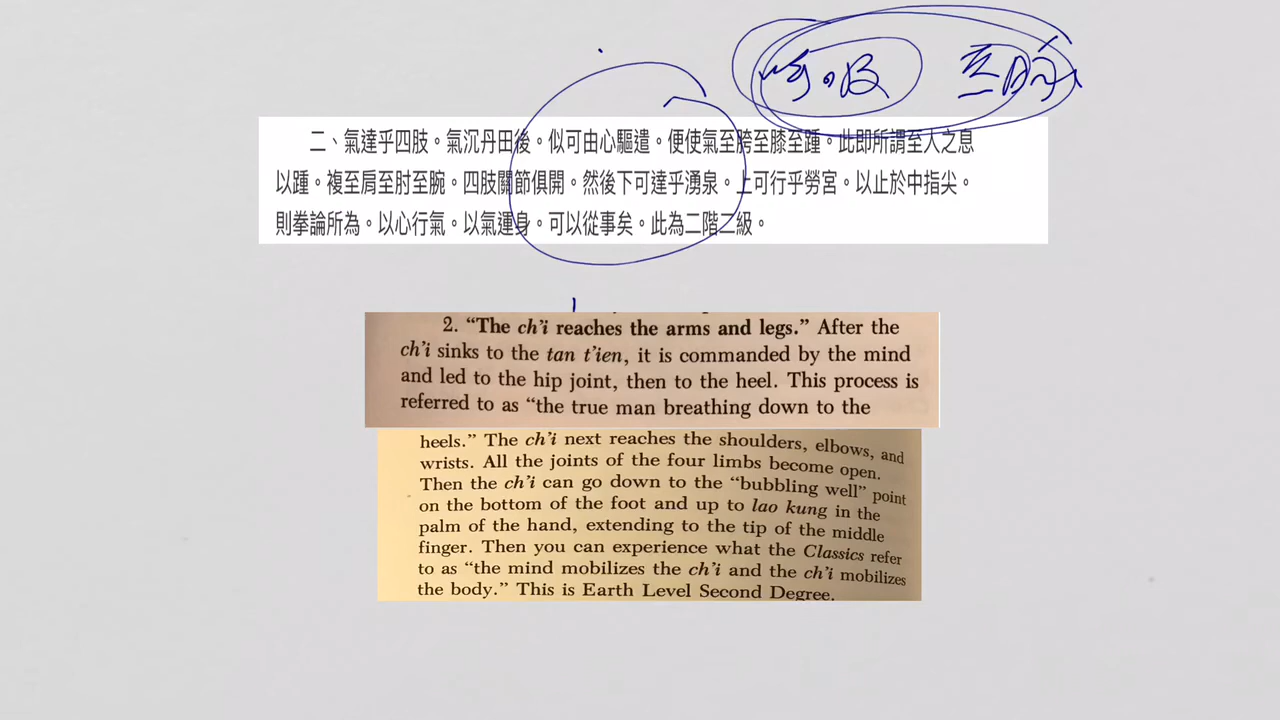 呼吸
二、氣達乎四肢。氣沉丹田後。似可由心驅遣。便使氣至胯至膝至踵。此即所謂至人之息
以踵。複至肩至肘至腕。四肢關節俱開。然後下可達乎湧泉。上可行乎勞宮。以止於中指尖。
則拳論所為。以心行氣。以氣運身。可以從事矣。此為二階二級。
2. “The ch’i reaches the arms and legs.” After the
ch’i sinks to the tan t’ien, it is commanded by the mind
and led to the hip joint, then to the heel. This process is
referred to as “the true man breathing down to the
heels.” The ch’i next reaches the shoulders, elbows, and
wrists. All the joints of the four limbs become open.
Then the ch’i can go down to the “bubbling well” point
on the bottom of the foot and up to lao kung in the
palm of the hand, extending to the tip of the middle
finger. Then you can experience what the Classics refer
to as “the mind mobilizes the ch’i and the ch’i mobilizes
the body.” This is Earth Level Second Degree.